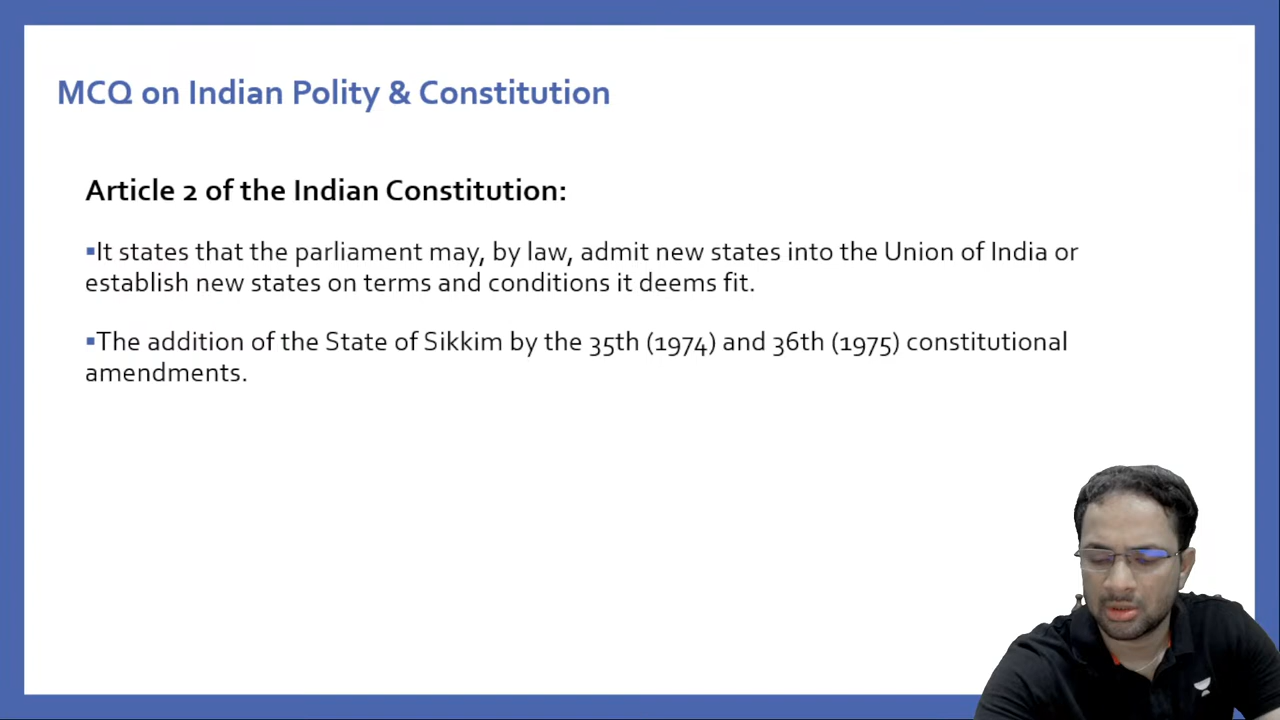 MCQ on Indian Polity & Constitution
Article 2 of the Indian Constitution:
▪It states that the parliament may, by law, admit new states into the Union of India or
establish new states on terms and conditions it deems fit.
▪The addition of the State of Sikkim by the 35th (1974) and 36th (1975) constitutional
amendments.